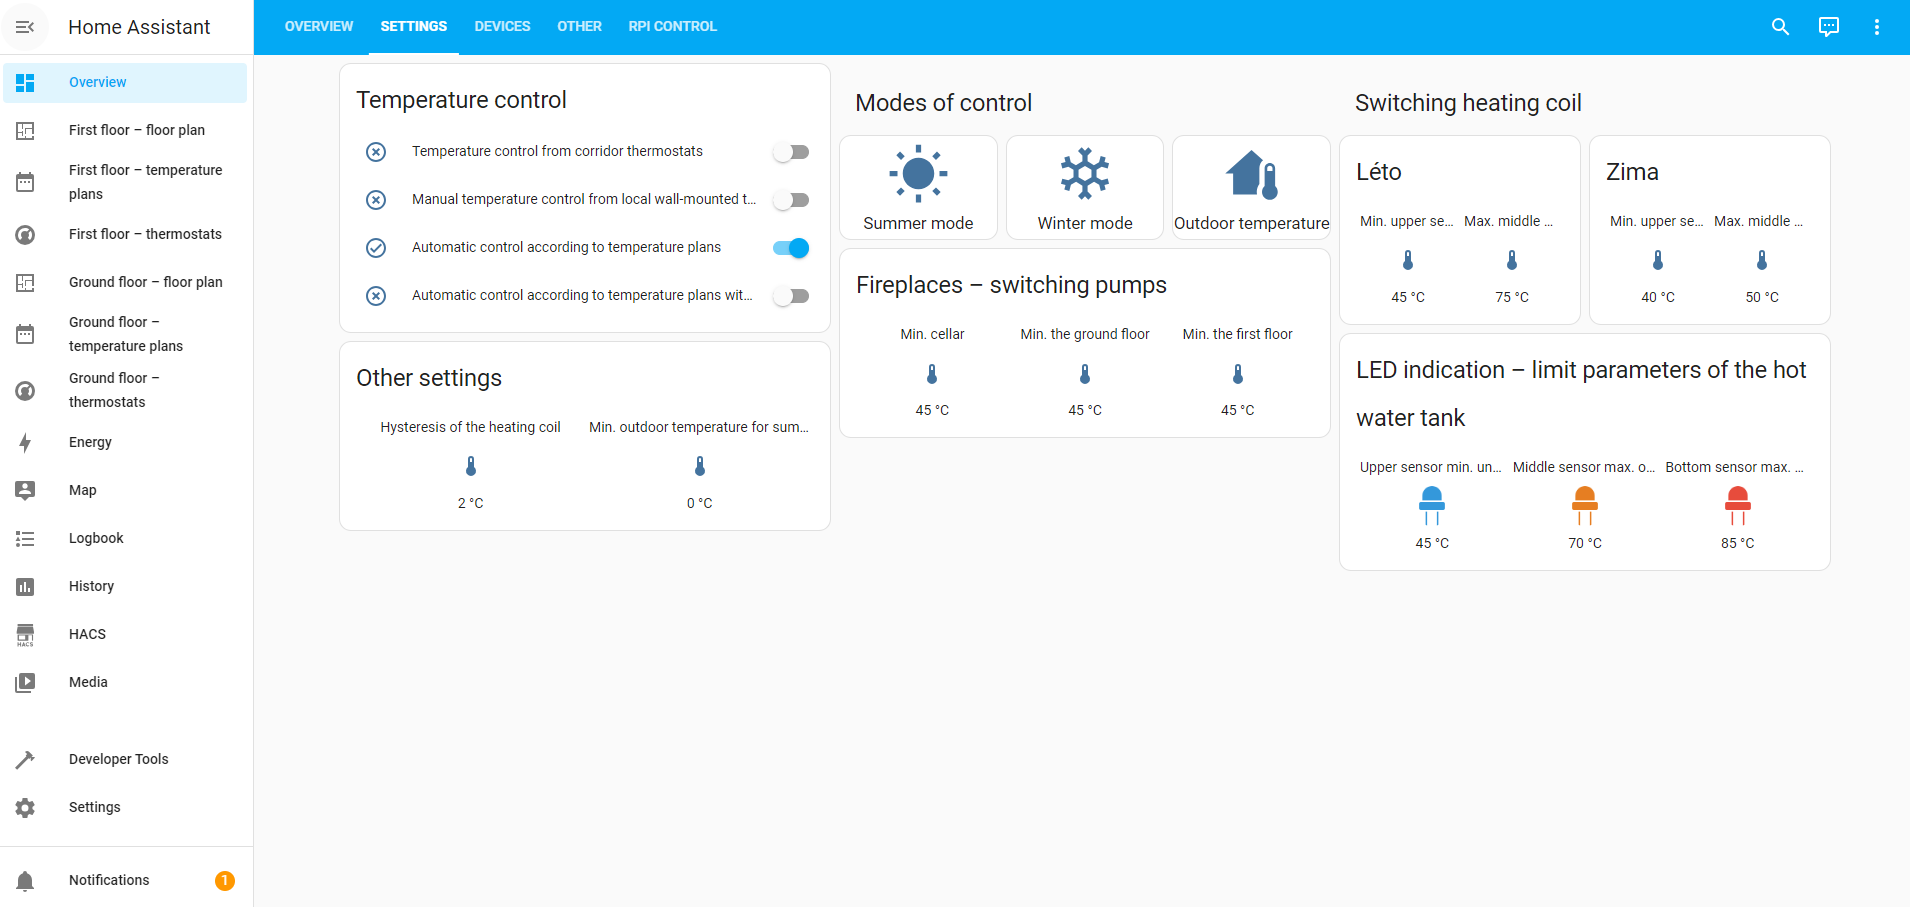 Home Assistant
OVERVIEW
SETTINGS
DEVICES
OTHER
RPI CONTROL
Overview
First floor – floor plan
First floor – temperature
plans
First floor – thermostats
Ground floor – floor plan
Ground floor –
temperature plans
Ground floor –
thermostats
Energy
Map
Logbook
History
HACS
HACS
Media
Developer Tools
Settings
Notifications
1
Temperature control
Temperature control from corridor thermostats
Manual temperature control from local wall-mounted t...
Automatic control according to temperature plans
Automatic control according to temperature plans wit...
Other settings
Hysteresis of the heating coil
Min. outdoor temperature for sum...
2 °C
0 °C
Modes of control
Summer mode
Winter mode
Outdoor temperature
Fireplaces – switching pumps
Min. cellar
Min. the ground floor
Min. the first floor
45 °C
45 °C
45 °C
Switching heating coil
Léto
Min. upper se...
Max. middle ...
45 °C
75 °C
Zima
Min. upper se...
Max. middle ...
40 °C
50 °C
LED indication – limit parameters of the hot
water tank
Upper sensor min. un...
Middle sensor max. o...
Bottom sensor max. ...
45 °C
70 °C
85 °C